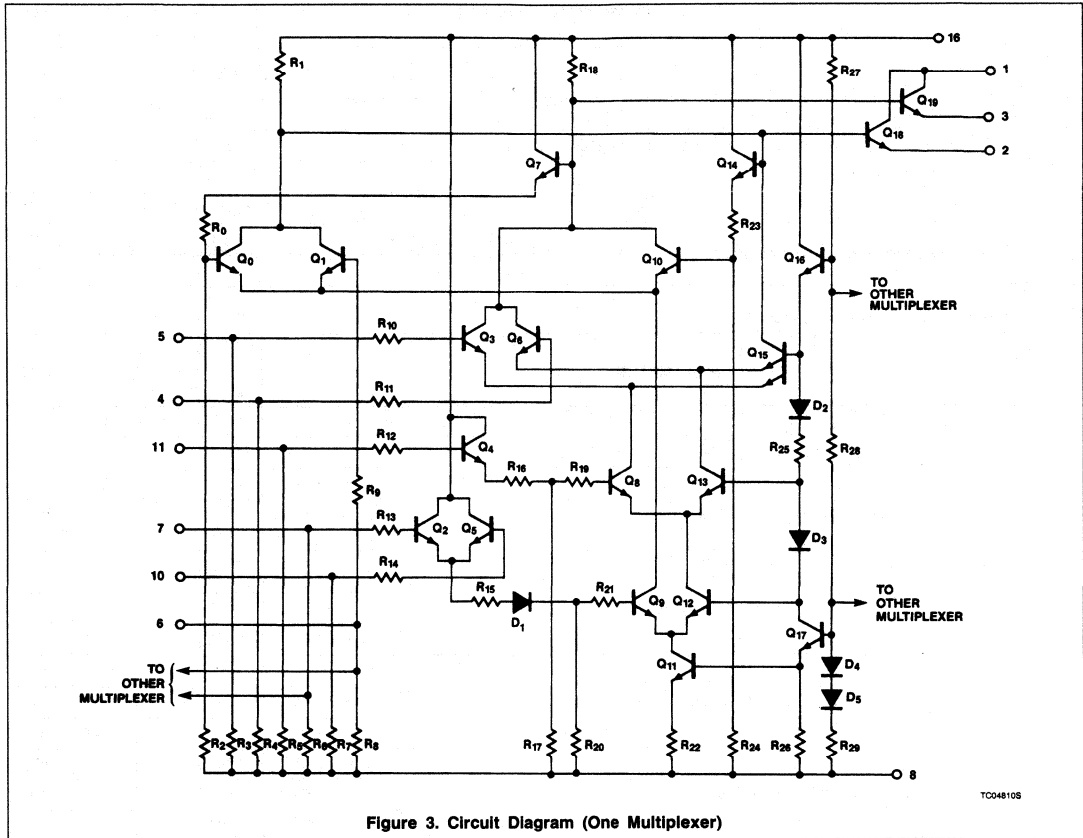 16
R1
R18
R27
1
Q19
3
Q18
2
Q7
Q14
R0
R23
Q0
Q1
Q10
Q16
TO
OTHER
MULTIPLEXER
5
R10
Q3
Q6
Q15
4
R11
D2
11
R12
Q4
R25
R28
R9
R16
R19
Q8
Q13
7
R13
Q2
Q5
D3
10
R14
R15
D1
R21
Q9
Q12
TO
OTHER
MULTIPLEXER
6
Q17
TO
OTHER
MULTIPLEXER
Q11
D4
D5
R2
R3
R4
R5
R6
R7
R8
R17
R20
R22
R24
R26
R29
8
TC04810S
Figure 3. Circuit Diagram (One Multiplexer)